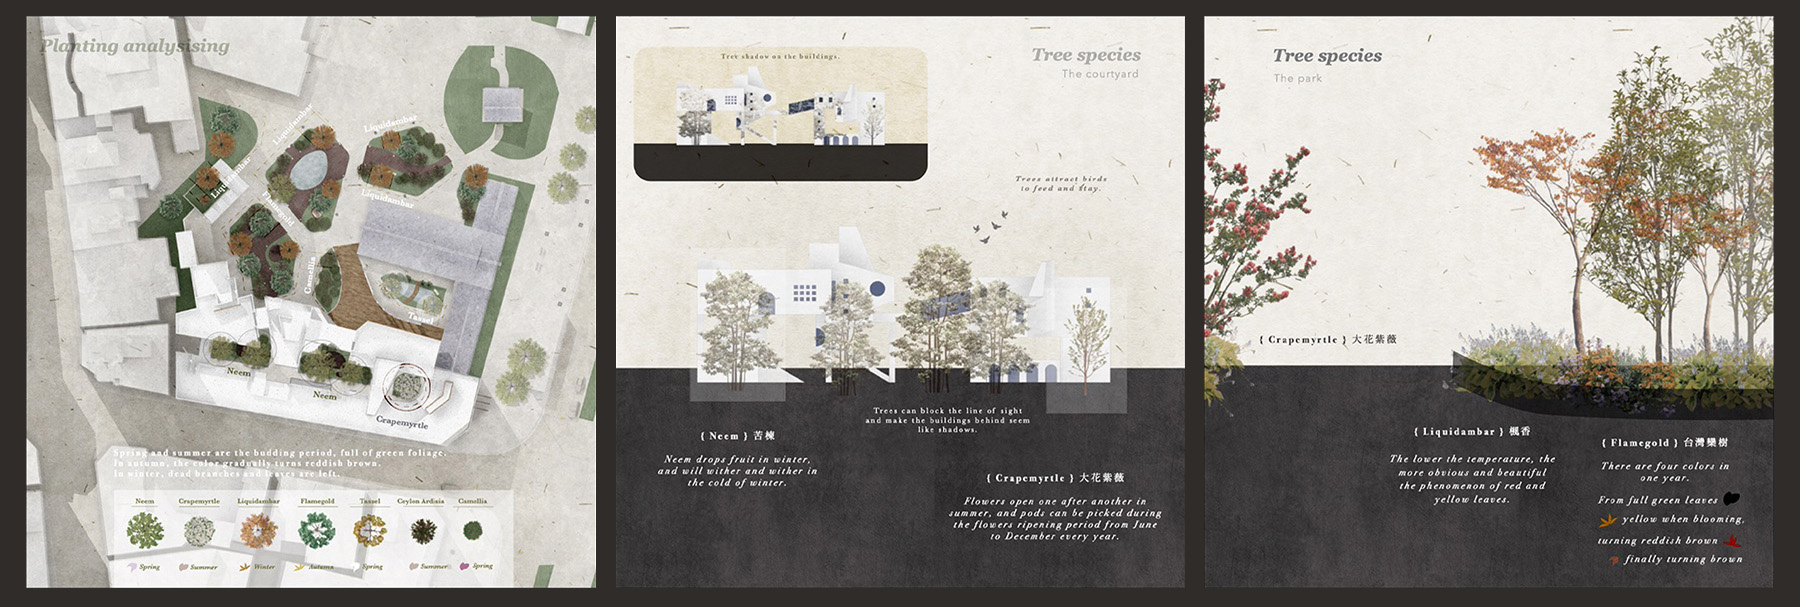 Planting analysising
Liquidambar
Liquidambar
Liquidambar
Liquidambar
Flamegold
Camellia
Tassel
Neem
Neem
Crapemyrtle
Spring and summer are the budding period, full of green foliage.
In autumn, the color gradually turns reddish brown.
In winter, dead branches and leaves are left.
Neem Crapemyrtle Liquidambar Flamegold Tassel Ceylon Ardisia Camellia
Spring Summer Winter Autumn Spring Summer Spring
Tree shadow on the buildings.
Tree species
The courtyard
Trees attract birds
to feed and stay.
Trees can block the line of sight
and make the buildings behind seem
like shadows.
{ Neem } 苦楝
Neem drops fruit in winter,
and will wither and wither in
the cold of winter.
{ Crapemyrtle } 大花紫薇
Flowers open one after another in
summer, and pods can be picked during
the flowers ripening period from June
to December every year.
Tree species
The park
{ Crapemyrtle } 大花紫薇
{ Liquidambar } 楓香
The lower the temperature, the
more obvious and beautiful
the phenomenon of red and
yellow leaves.
{ Flamegold } 台灣欒樹
There are four colors in
one year.
From full green leaves
yellow when blooming,
turning reddish brown
finally turning brown